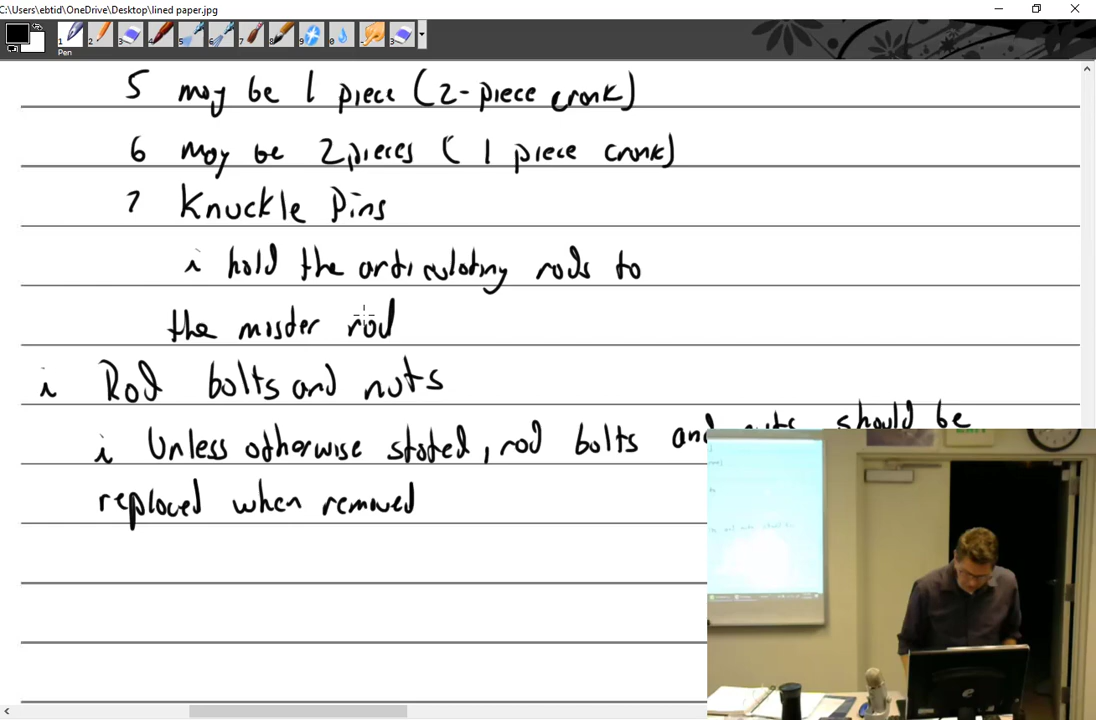 C:\Users\ebtid\OneDrive\Desktop\lined paper.jpg
Pen
5 may be 1 piece (2-piece crank)
6 may be 2 pieces (1 piece crank)
7 Knuckle Pins
i hold the articulating rods to
the master rod
i Rod bolts and nuts
i Unless otherwise stated, rod bolts and nuts should be
replaced when removed